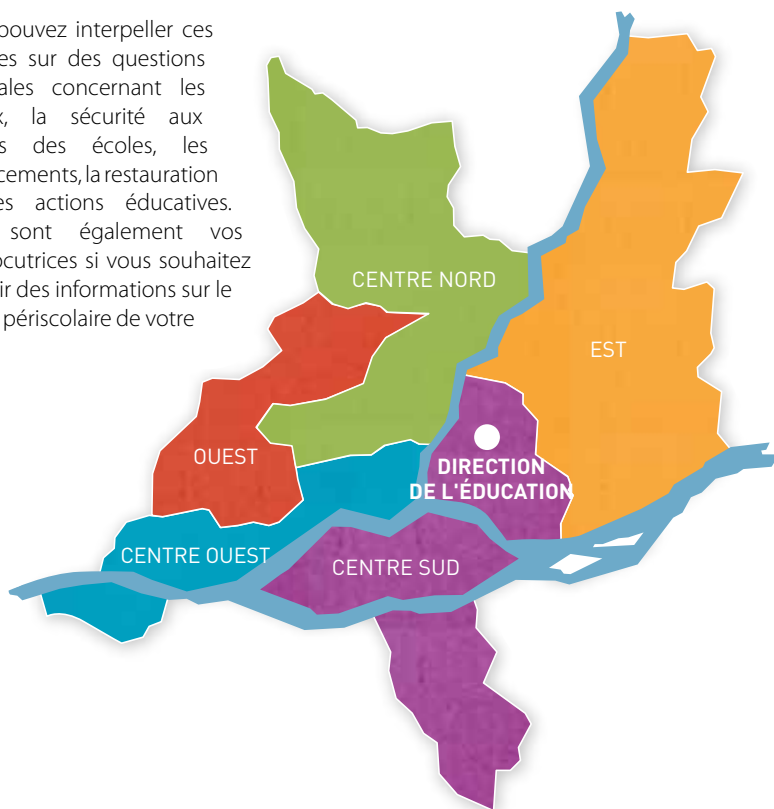 pouvez interpeller ces
es sur des questions
ales concernant les
x, la sécurité aux
s des écoles, les
cements, la restauration
es actions éducatives.
sont également vos
ocutrices si vous souhaitez
ir des informations sur le
périscolaire de votre
CENTRE NORD
EST
OUEST
DIRECTION
DE L'ÉDUCATION
CENTRE OUEST
CENTRE SUD